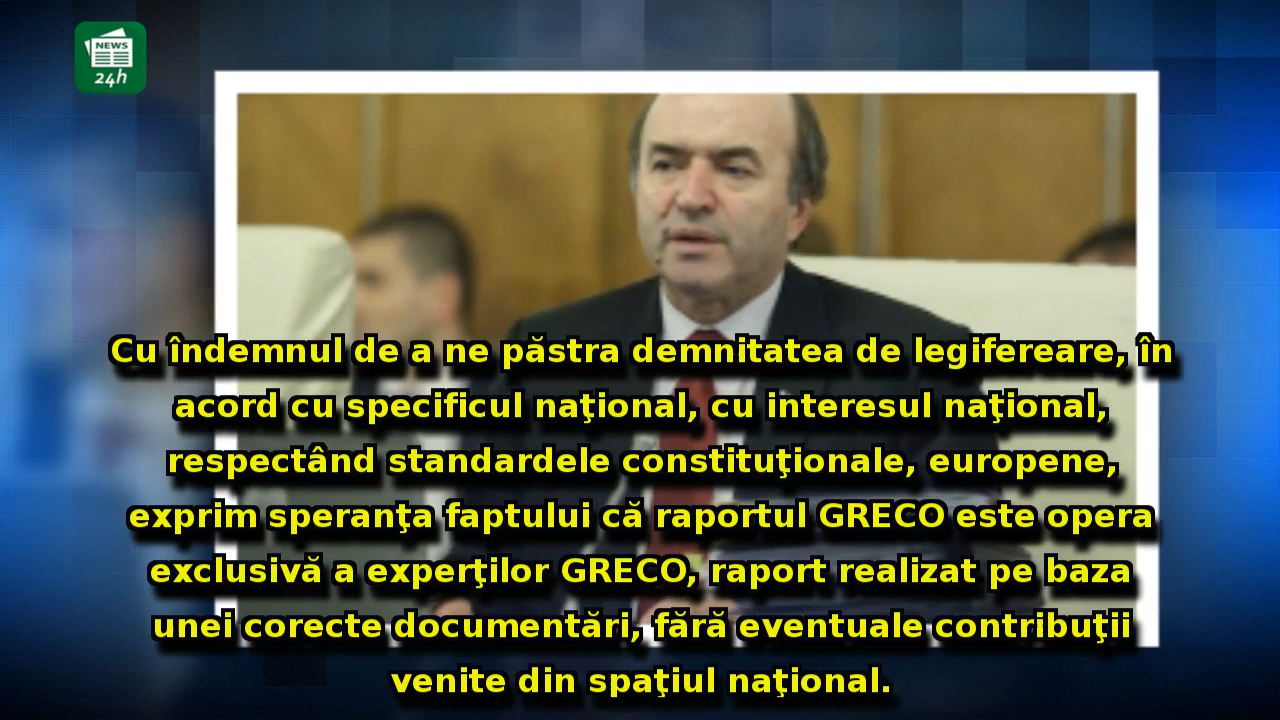 NEWS
24h
Cu îndemnul de a ne păstra demnitatea de legifereare, în
acord cu specificul naţional, cu interesul naţional,
respectând standardele constituţionale, europene,
exprim speranţa faptului că raportul GRECO este opera
exclusivă a experţilor GRECO, raport realizat pe baza
unei corecte documentări, fără eventuale contribuţii
venite din spaţiul naţional.